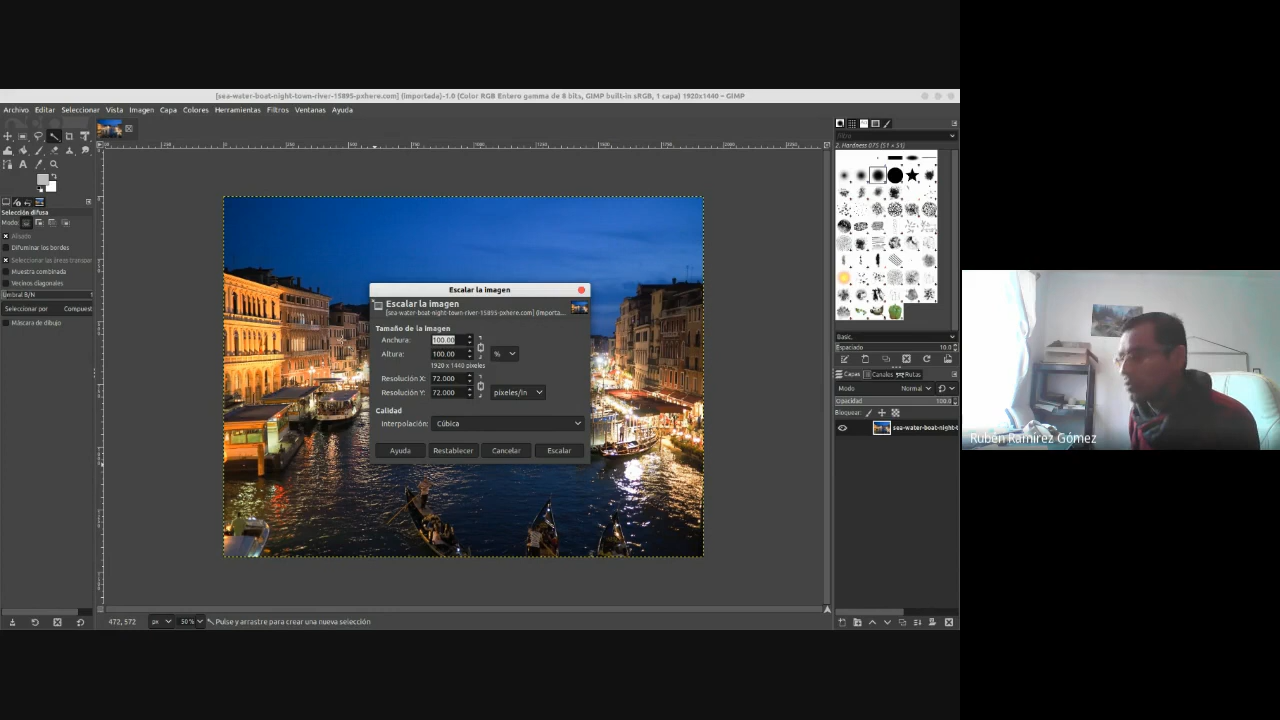 [sea-water-boat-night-town-river-15895-pxhere.com] (importada)-1.0 (Color RGB Entero gamma de 8 bits, GIMP built-in sRGB, 1 capa) 1920x1440 – GIMP
Archivo Editar Seleccionar Vista Imagen Capa Colores Herramientas Filtros Ventanas Ayuda
Selección difusa
Modo:
Alisado
Difuminar los bordes
Seleccionar las áreas transpar
Muestra combinada
Vecinos diagonales
Umbral B/N
Seleccionar por Compuest
Máscara de dibujo
Escalar la imagen
Escalar la imagen
[sea-water-boat-night-town-river-15895-pxhere.com] (importa...
Tamaño de la imagen
Anchura: 100.00
Altura: 100.00 %
1920 x 1440 píxeles
Resolución X: 72.000
Resolución Y: 72.000 píxeles/in
Calidad
Interpolación: Cúbica
Ayuda Restablecer Cancelar Escalar
472, 572 px 50 % Pulse y arrastre para crear una nueva selección
Filtro
2. Hardness 075 (51 × 51)
Basic,
Espaciado 10.0
Capas Canales Rutas
Modo Normal
Opacidad 100.0
Bloquear:
sea-water-boat-night-t
Rubén Ramírez Gómez